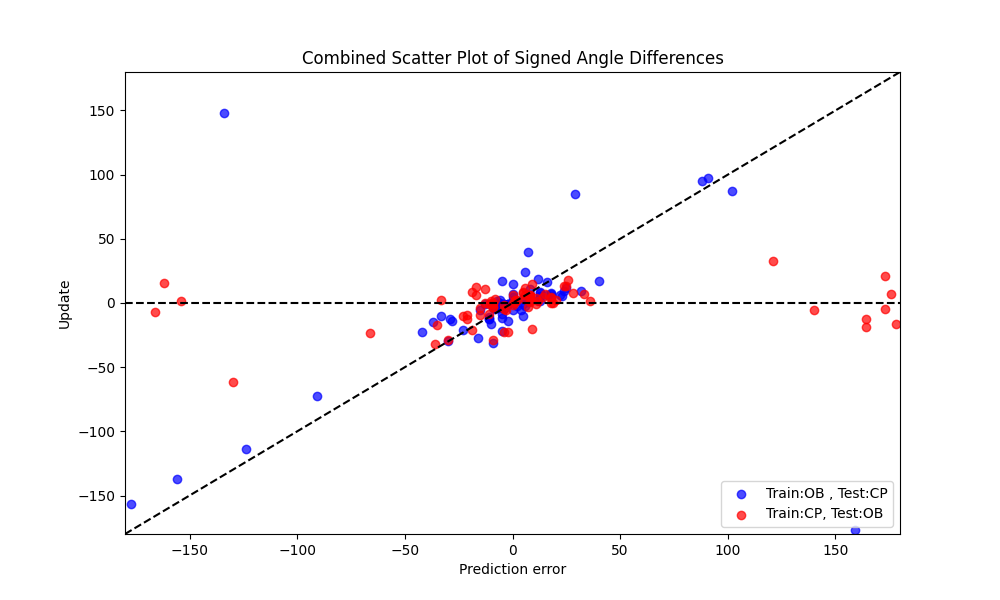 Combined Scatter Plot of Signed Angle Differences
Update
150
100
50
0
−50
−100
−150
−150
−100
−50
0
50
100
150
Prediction error
Train:OB , Test:CP
Train:CP, Test:OB